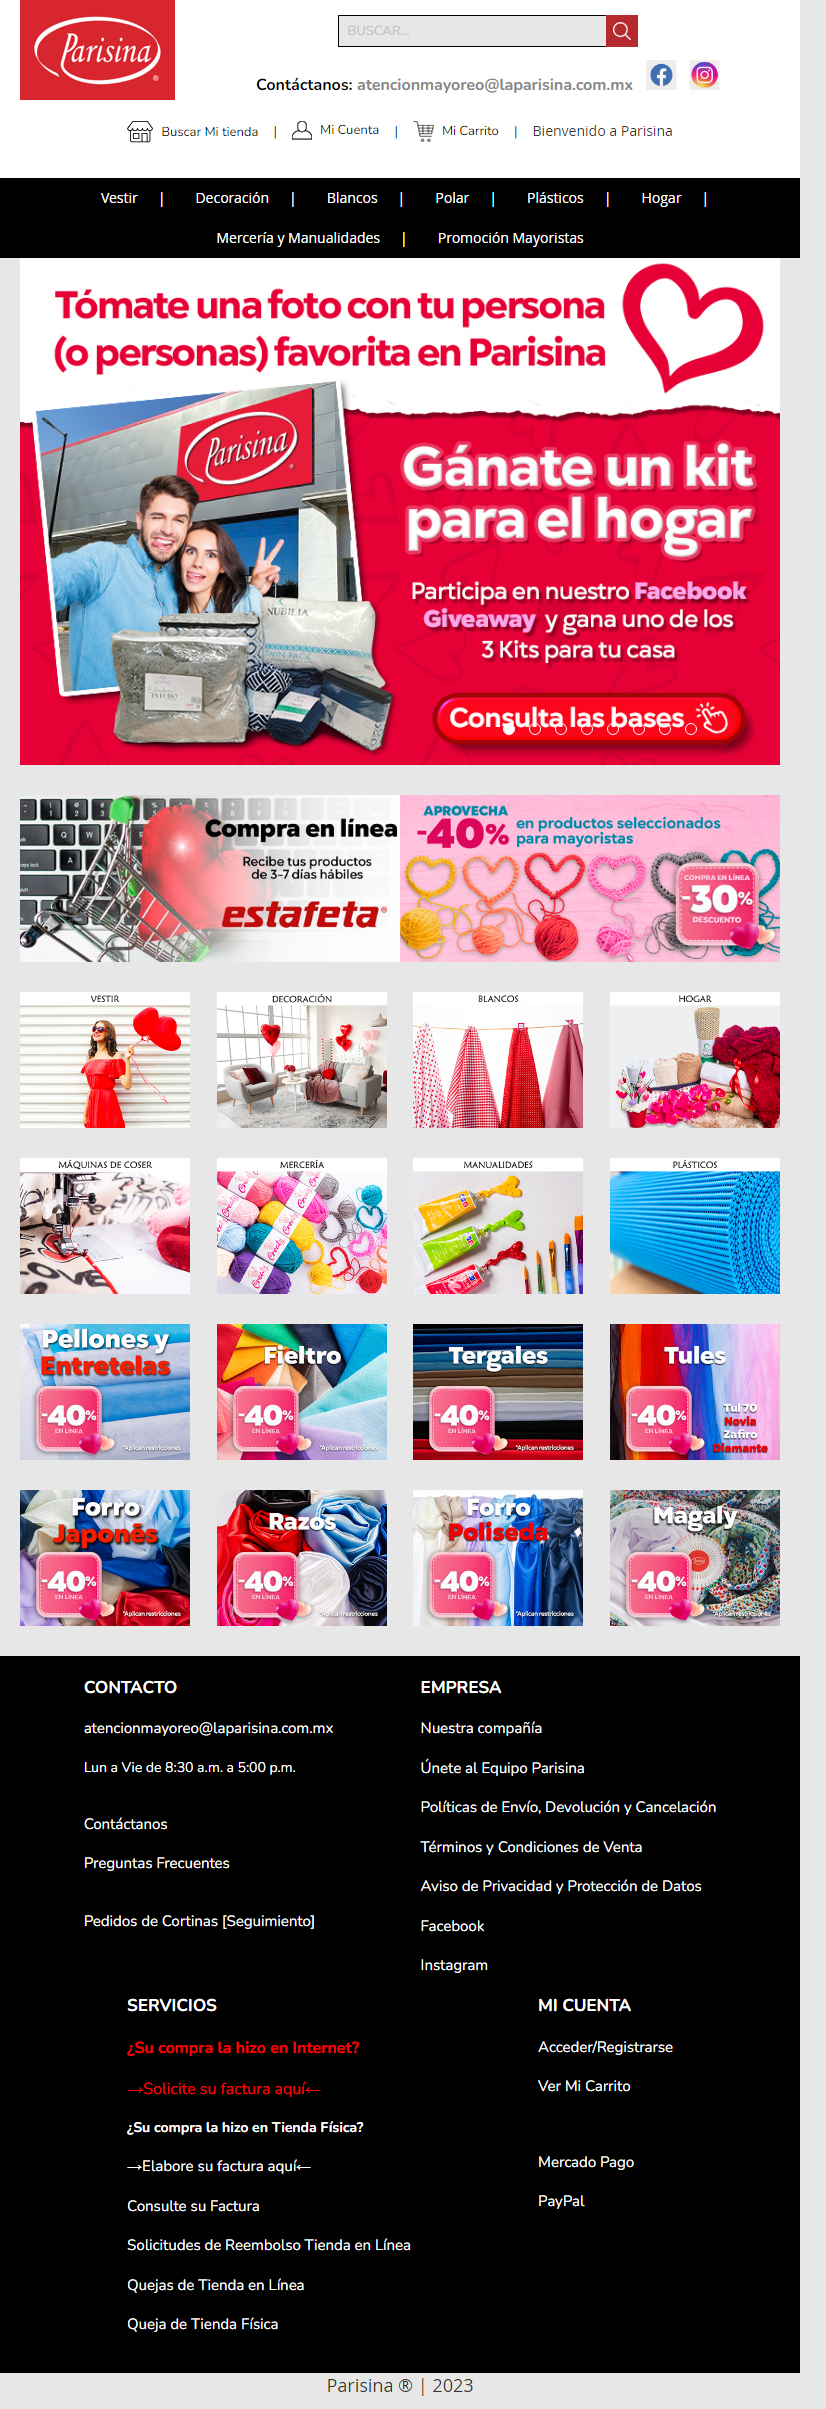 Parisina®
BUSCAR...
Contáctanos: atencionmayoreo@laparisina.com.mx
Buscar Mi tienda | Mi Cuenta | Mi Carrito | Bienvenido a Parisina
Vestir | Decoración | Blancos | Polar | Plásticos | Hogar |
Mercería y Manualidades | Promoción Mayoristas
Tómate una foto con tu persona
(o personas) favorita en Parisina
Parisina
Gánate un kit
para el hogar
Participa en nuestro Facebook
Giveaway y gana uno de los
3 Kits para tu casa
NUBILIA
TWIN PACK
Consulta las bases
Compra en línea
Recibe tus productos
de 3-7 días hábiles
estafeta®
APROVECHA
-40% en productos seleccionados
para mayoristas
COMPRA EN LÍNEA
-30%
DESCUENTO
VESTIR
DECORACIÓN
BLANCOS
HOGAR
MÁQUINAS DE COSER
MERCERÍA
MANUALIDADES
PLÁSTICOS
Pellones y
Entretelas
-40%
EN LÍNEA
*Aplican restricciones
Fieltro
-40%
EN LÍNEA
*Aplican restricciones
Tergales
-40%
EN LÍNEA
*Aplican restricciones
Tules
-40%
EN LÍNEA
Tul 70
Novia
Zafiro
Diamante
Forro
Japonés
-40%
EN LÍNEA
*Aplican restricciones
Razos
-40%
EN LÍNEA
*Aplican restricciones
Forro
Poliseda
-40%
EN LÍNEA
*Aplican restricciones
Magaly
-40%
EN LÍNEA
*Aplican restricciones
CONTACTO
atencionmayoreo@laparisina.com.mx
Lun a Vie de 8:30 a.m. a 5:00 p.m.
Contáctanos
Preguntas Frecuentes
Pedidos de Cortinas [Seguimiento]
EMPRESA
Nuestra compañía
Únete al Equipo Parisina
Políticas de Envío, Devolución y Cancelación
Términos y Condiciones de Venta
Aviso de Privacidad y Protección de Datos
Facebook
Instagram
SERVICIOS
¿Su compra la hizo en Internet?
→Solicite su factura aquí←
¿Su compra la hizo en Tienda Física?
→Elabore su factura aquí←
Consulte su Factura
Solicitudes de Reembolso Tienda en Línea
Quejas de Tienda en Línea
Queja de Tienda Física
MI CUENTA
Acceder/Registrarse
Ver Mi Carrito
Mercado Pago
PayPal
Parisina ® | 2023